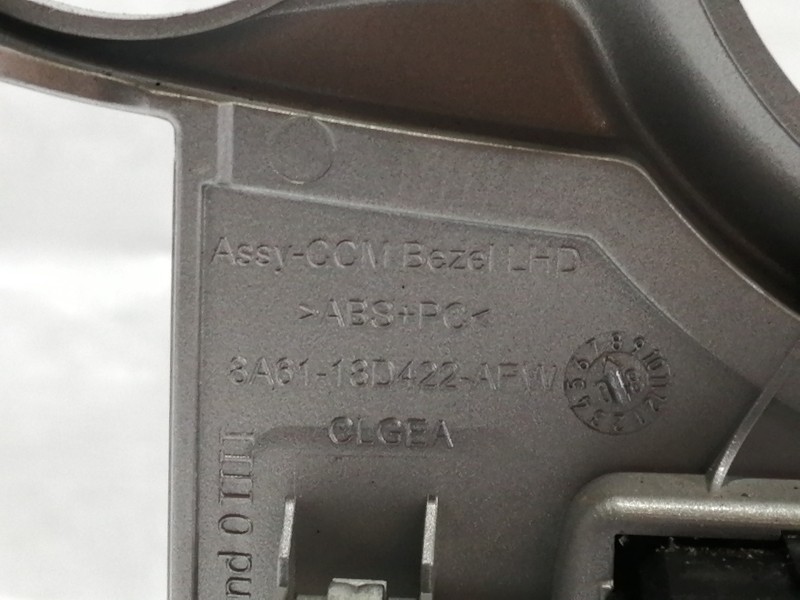 Assy-CCM Bezel LHD
>ABS+PC<
8A61-18D422-AFW
CLGEA